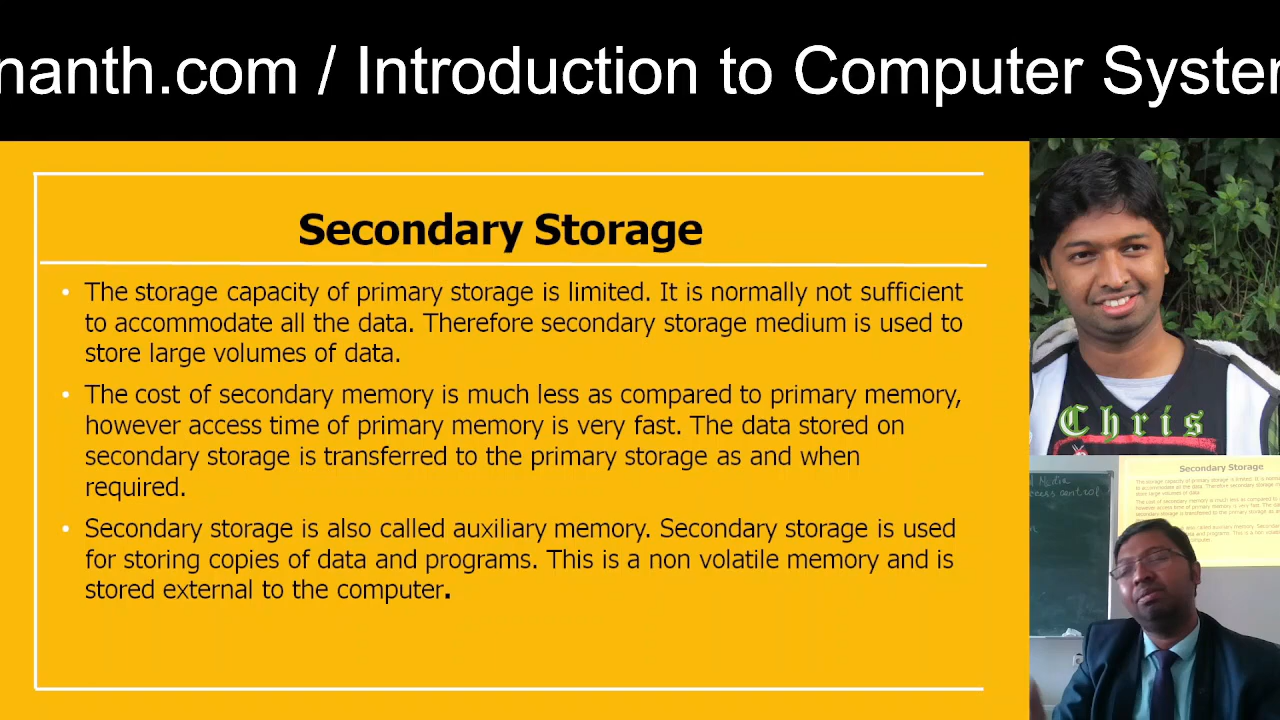 nanth.com / Introduction to Computer System
Secondary Storage
• The storage capacity of primary storage is limited. It is normally not sufficient
to accommodate all the data. Therefore secondary storage medium is used to
store large volumes of data.
• The cost of secondary memory is much less as compared to primary memory,
however access time of primary memory is very fast. The data stored on
secondary storage is transferred to the primary storage as and when
required.
• Secondary storage is also called auxiliary memory. Secondary storage is used
for storing copies of data and programs. This is a non volatile memory and is
stored external to the computer.
Chris
Media
control
Secondary Storage